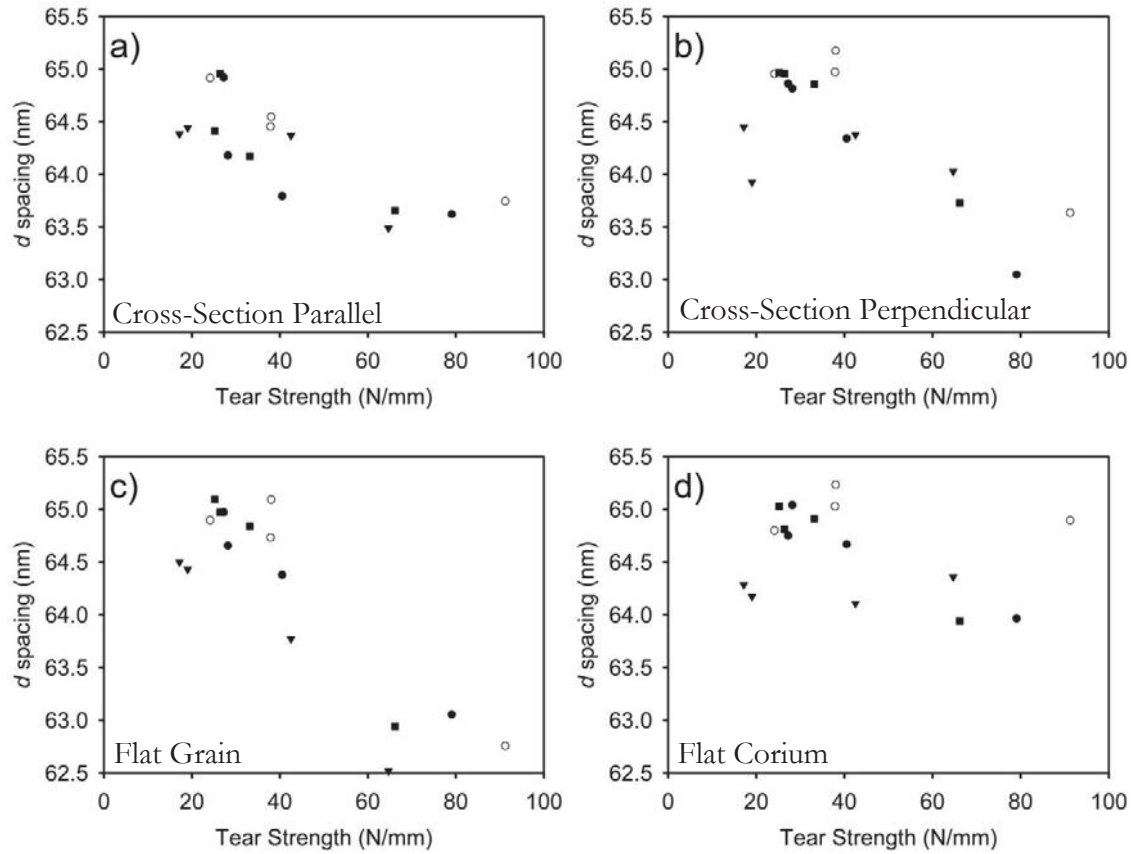 a)
65.5
65.0
64.5
64.0
63.5
63.0
62.5
d spacing (nm)
Cross-Section Parallel
0 20 40 60 80 100
Tear Strength (N/mm)
b)
65.5
65.0
64.5
64.0
63.5
63.0
62.5
d spacing (nm)
Cross-Section Perpendicular
0 20 40 60 80 100
Tear Strength (N/mm)
c)
65.5
65.0
64.5
64.0
63.5
63.0
62.5
d spacing (nm)
Flat Grain
0 20 40 60 80 100
Tear Strength (N/mm)
d)
65.5
65.0
64.5
64.0
63.5
63.0
62.5
d spacing (nm)
Flat Corium
0 20 40 60 80 100
Tear Strength (N/mm)